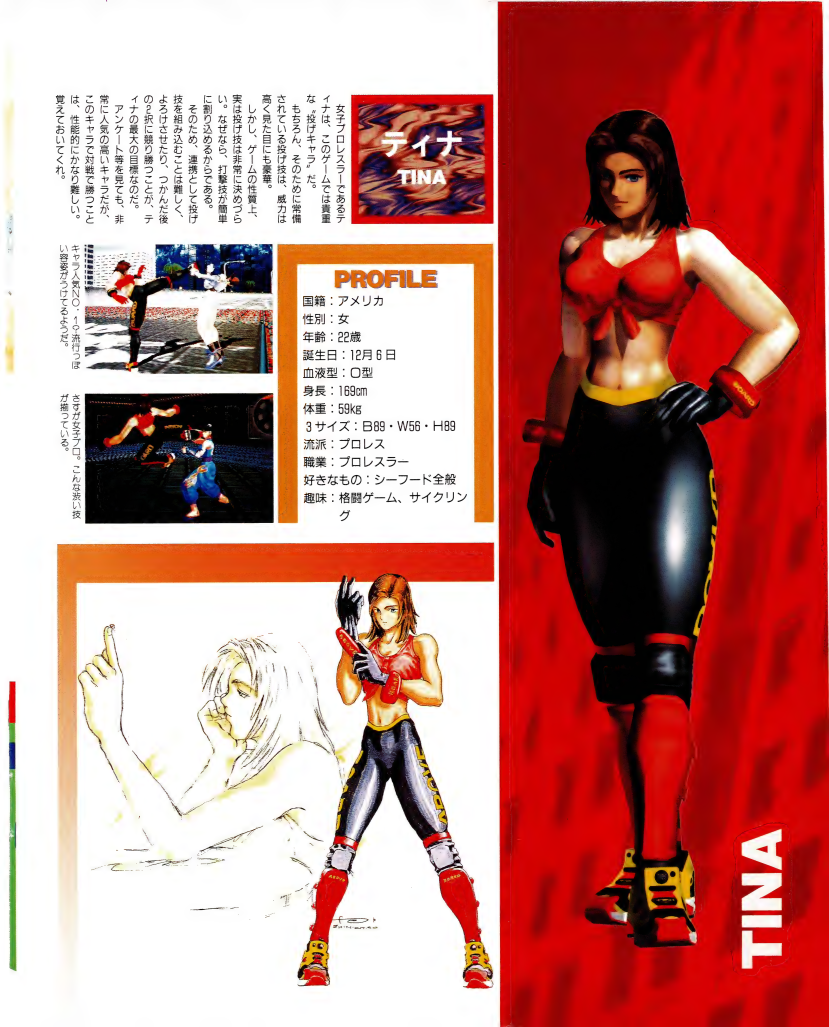 ティナ
TINA
女子プロレスラーであるテ
ィナは、このゲームでは貴重
な〝投げキャラ〟だ。
もちろん、そのために常備
されている投げ技は、威力は
高く見た目にも豪華。
しかし、ゲームの性質上、
実は投げ技は非常に決めづら
い。なぜなら、打撃技が簡単
に割り込めるからである。
そのため、連携として投げ
技を組み込むことは難しく、
よろけさせたり、つかんだ後
の2択に競り勝つことが、テ
ィナの最大の目標なのだ。
アンケート等を見ても、非
常に人気の高いキャラだが、
このキャラで対戦で勝つこと
は、性能的にかなり難しい。
覚えておいてくれ。
キャラ人気NO.1!?流行っぽ
い容姿がうけてるようだ。
さすが女子プロ。こんな渋い技
が揃っている。
PROFILE
国籍：アメリカ
性別：女
年齢：22歳
誕生日：12月6日
血液型：O型
身長：169cm
体重：59kg
3サイズ：B89・W56・H89
流派：プロレス
職業：プロレスラー
好きなもの：シーフード全般
趣味：格闘ゲーム、サイクリン
グ
TINA